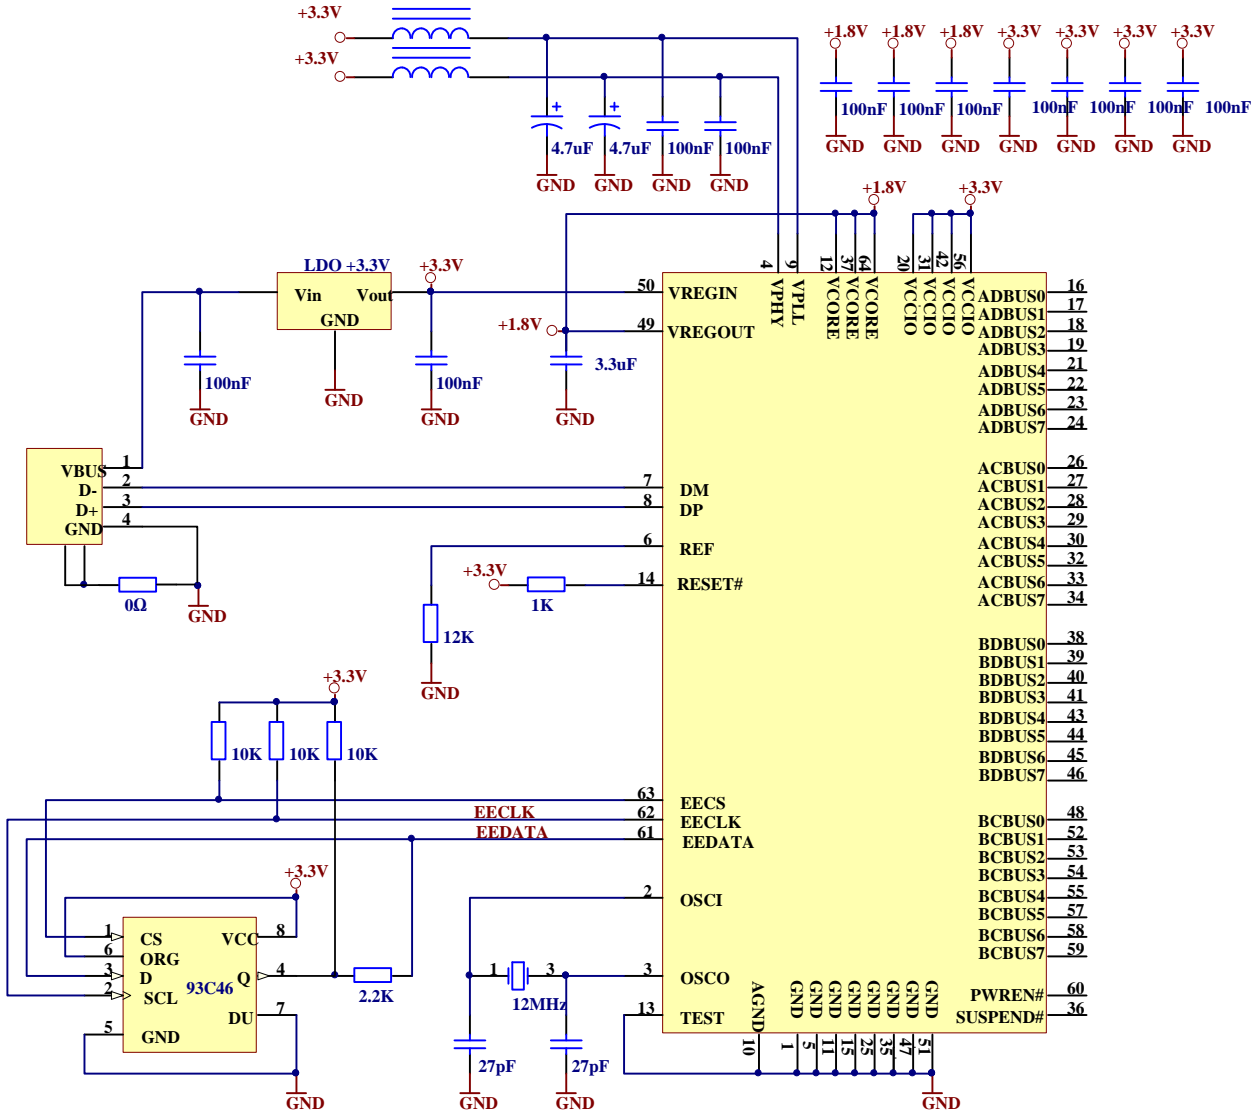 +3.3V
+3.3V
4.7uF 4.7uF 100nF 100nF
GND GND GND GND
+1.8V +1.8V +1.8V +3.3V +3.3V +3.3V +3.3V
100nF 100nF 100nF 100nF 100nF 100nF 100nF
GND GND GND GND GND GND GND
+1.8V +3.3V
LDO +3.3V
Vin Vout
GND
+3.3V
100nF
GND
GND
100nF
GND
+1.8V
3.3uF
GND
VBUS 1
D- 2
D+ 3
GND 4
0Ω
GND
12K
GND
+3.3V
1K
+3.3V
10K 10K 10K
EECLK
EEDATA
+3.3V
1 CS
6 ORG
3 D
2 SCL
5 GND
VCC 8
Q 4
DU 7
93C46
2.2K
GND
1 3
12MHz
27pF 27pF
GND GND
50 VREGIN
49 VREGOUT
7 DM
8 DP
6 REF
14 RESET#
63 EECS
62 EECLK
61 EEDATA
2 OSCI
3 OSCO
13 TEST
4 VPHY
9 VPLL
12 VCORE
37 VCORE
64 VCORE
20 VCCIO
31 VCCIO
42 VCCIO
56 VCCIO
ADBUS0 16
ADBUS1 17
ADBUS2 18
ADBUS3 19
ADBUS4 21
ADBUS5 22
ADBUS6 23
ADBUS7 24
ACBUS0 26
ACBUS1 27
ACBUS2 28
ACBUS3 29
ACBUS4 30
ACBUS5 32
ACBUS6 33
ACBUS7 34
BDBUS0 38
BDBUS1 39
BDBUS2 40
BDBUS3 41
BDBUS4 43
BDBUS5 44
BDBUS6 45
BDBUS7 46
BCBUS0 48
BCBUS1 52
BCBUS2 53
BCBUS3 54
BCBUS4 55
BCBUS5 57
BCBUS6 58
BCBUS7 59
PWREN# 60
SUSPEND# 36
AGND 10
GND 1
GND 5
GND 11
GND 15
GND 25
GND 35
GND 47
GND 51
GND